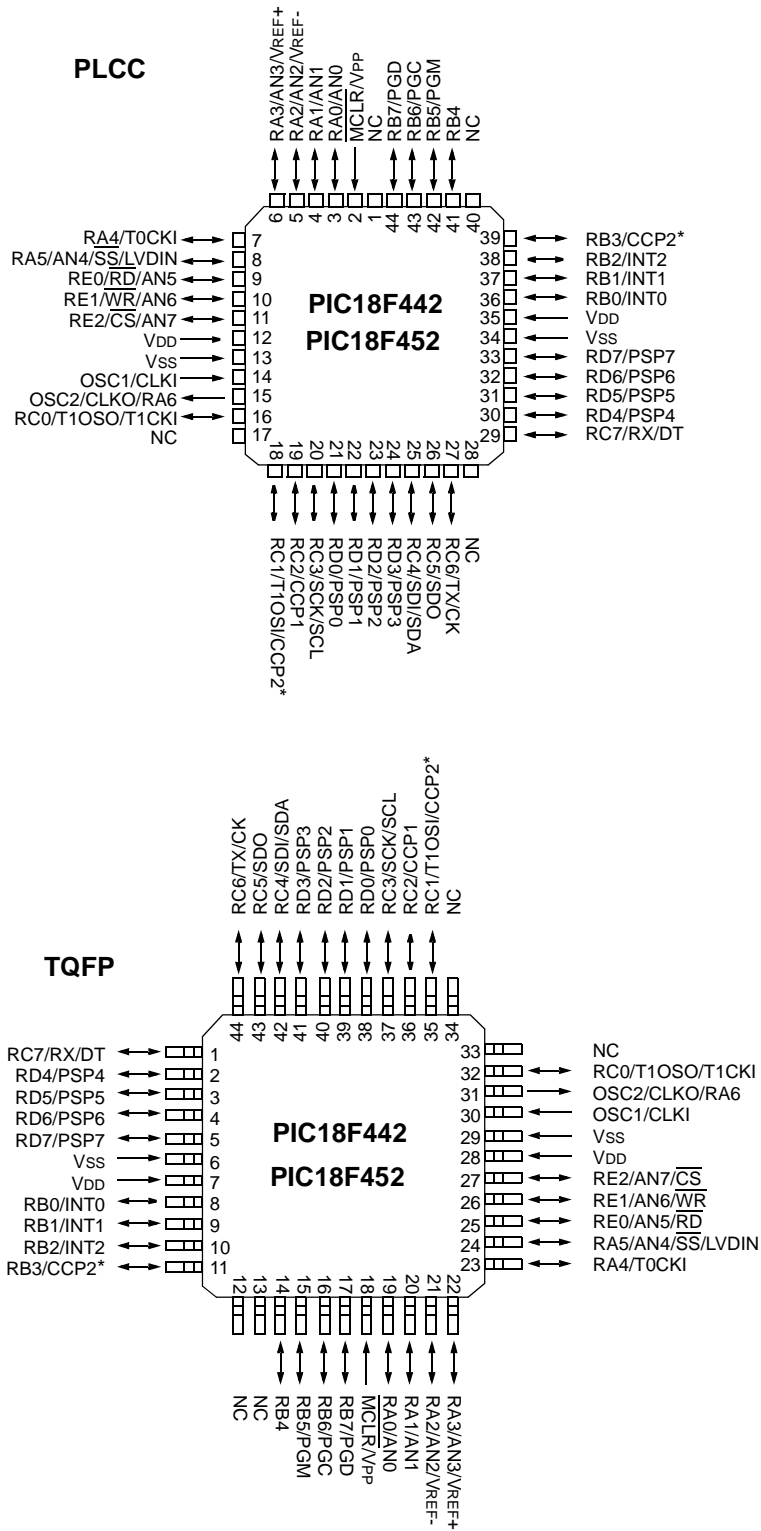 PLCC
RA3/AN3/VREF+
RA2/AN2/VREF-
RA1/AN1
RA0/AN0
MCLR/VPP
NC
RB7/PGD
RB6/PGC
RB5/PGM
RB4
NC
6 5 4 3 2 1 44 43 42 41 40
RA4/T0CKI 7
RA5/AN4/SS/LVDIN 8
RE0/RD/AN5 9
RE1/WR/AN6 10
RE2/CS/AN7 11
VDD 12
VSS 13
OSC1/CLKI 14
OSC2/CLKO/RA6 15
RC0/T1OSO/T1CKI 16
NC 17
PIC18F442
PIC18F452
39 RB3/CCP2*
38 RB2/INT2
37 RB1/INT1
36 RB0/INT0
35 VDD
34 VSS
33 RD7/PSP7
32 RD6/PSP6
31 RD5/PSP5
30 RD4/PSP4
29 RC7/RX/DT
18 19 20 21 22 23 24 25 26 27 28
RC1/T1OSI/CCP2*
RC2/CCP1
RC3/SCK/SCL
RD0/PSP0
RD1/PSP1
RD2/PSP2
RD3/PSP3
RC4/SDI/SDA
RC5/SDO
RC6/TX/CK
NC
TQFP
RC6/TX/CK
RC5/SDO
RC4/SDI/SDA
RD3/PSP3
RD2/PSP2
RD1/PSP1
RD0/PSP0
RC3/SCK/SCL
RC2/CCP1
RC1/T1OSI/CCP2*
NC
44 43 42 41 40 39 38 37 36 35 34
RC7/RX/DT 1
RD4/PSP4 2
RD5/PSP5 3
RD6/PSP6 4
RD7/PSP7 5
VSS 6
VDD 7
RB0/INT0 8
RB1/INT1 9
RB2/INT2 10
RB3/CCP2* 11
PIC18F442
PIC18F452
33 NC
32 RC0/T1OSO/T1CKI
31 OSC2/CLKO/RA6
30 OSC1/CLKI
29 VSS
28 VDD
27 RE2/AN7/CS
26 RE1/AN6/WR
25 RE0/AN5/RD
24 RA5/AN4/SS/LVDIN
23 RA4/T0CKI
12 13 14 15 16 17 18 19 20 21 22
NC
NC
RB4
RB5/PGM
RB6/PGC
RB7/PGD
MCLR/VPP
RA0/AN0
RA1/AN1
RA2/AN2/VREF-
RA3/AN3/VREF+